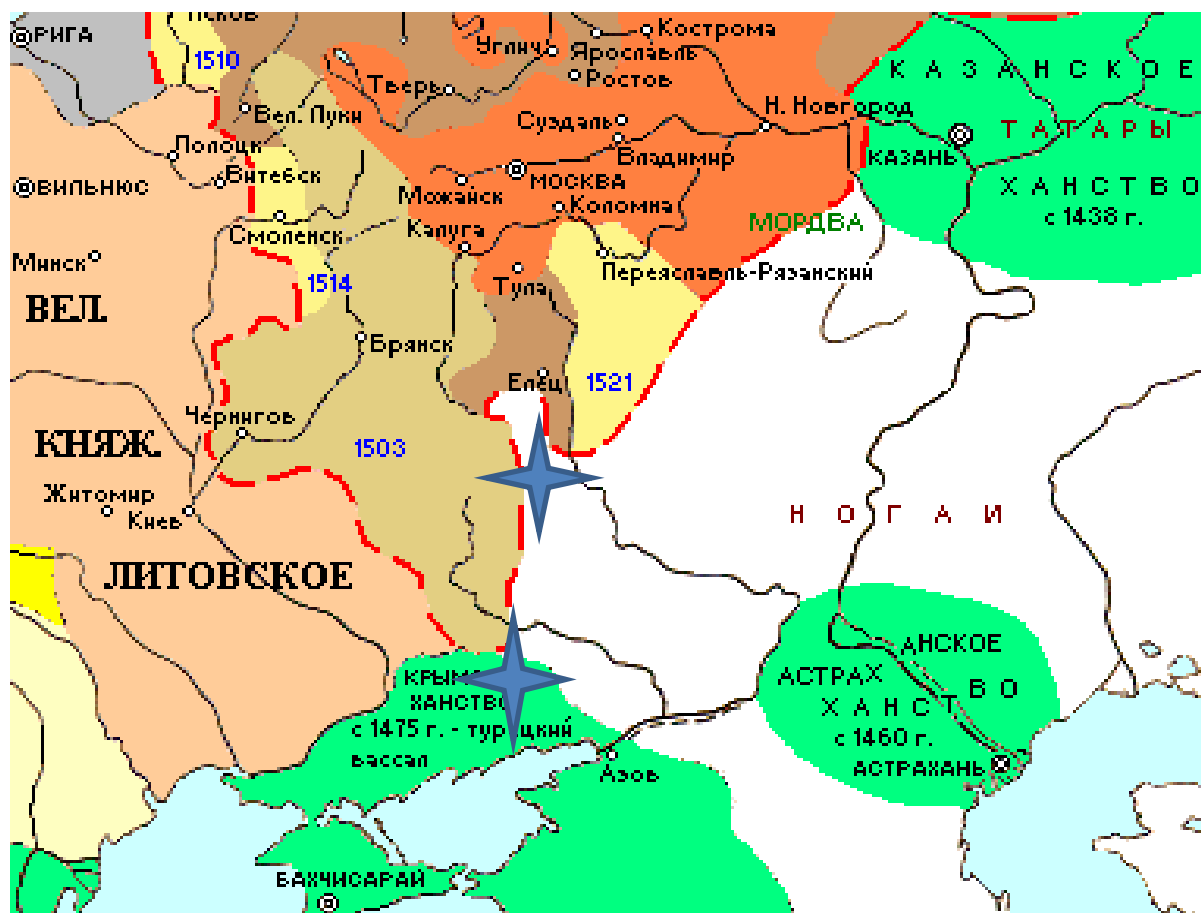 Псков
РИГА
1510
Углич
Кострома
Ярославль
Ростов
Тверь
КАЗАНСКОЕ
Вел. Луки
Н. Новгород
Суздаль
ТАТАРЫ
Полоцк
Владимир
КАЗАНЬ
ВИЛЬНЮС
Витебск
МОСКВА
Можайск
ХАНСТВО
Коломна
с 1438 г.
Смоленск
Калуга
МОРДВА
Минск
Переяславль-Рязанский
1514
Тула
ВЕЛ.
Брянск
Елец
1521
Чернигов
КНЯЖ.
1503
Житомир
Киев
НОГАИ
ЛИТОВСКОЕ
АСТРАХ
АНСКОЕ
КРЫМ
ХАНСТВО
ХАНСТ
ВО
с 1475 г. - турецкий
вассал
с 1460 г.
Азов
АСТРАХАНЬ
БАХЧИСАРАЙ